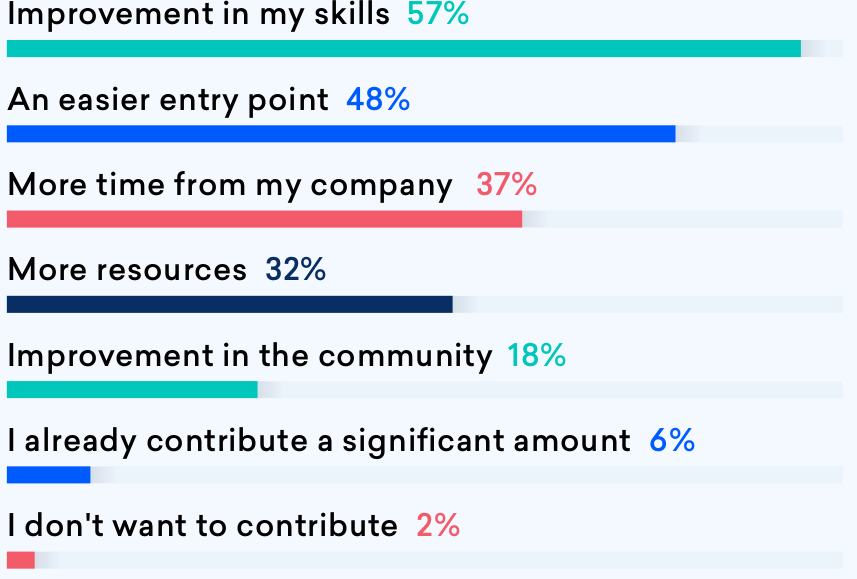 Improvement in my skills 57%
An easier entry point 48%
More time from my company 37%
More resources 32%
Improvement in the community 18%
I already contribute a significant amount 6%
I don't want to contribute 2%